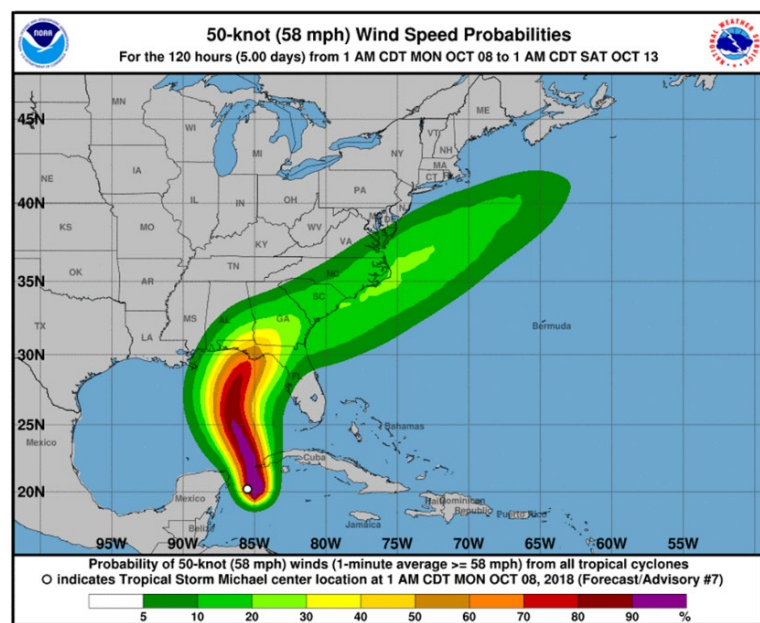 50-knot (58 mph) Wind Speed Probabilities
For the 120 hours (5.00 days) from 1 AM CDT MON OCT 08 to 1 AM CDT SAT OCT 13
NOAA
NATIONAL WEATHER SERVICE
45N
40N
35N
30N
25N
20N
MN
WI
MI
NY
VT
ME
NH
MA
CT
NE
IA
IL
IN
OH
PA
KS
MO
KY
WV
VA
DE
OK
AR
TN
NC
SC
TX
LA
MS
AL
GA
Bermuda
Mexico
Bahamas
Cuba
Mexico
Belize
Jamaica
Haiti
Dominican
Republic
Puerto Rico
95W
90W
85W
80W
75W
70W
65W
60W
55W
Probability of 50-knot (58 mph) winds (1-minute average >= 58 mph) from all tropical cyclones
O indicates Tropical Storm Michael center location at 1 AM CDT MON OCT 08, 2018 (Forecast/Advisory #7)
5 10 20 30 40 50 60 70 80 90 %